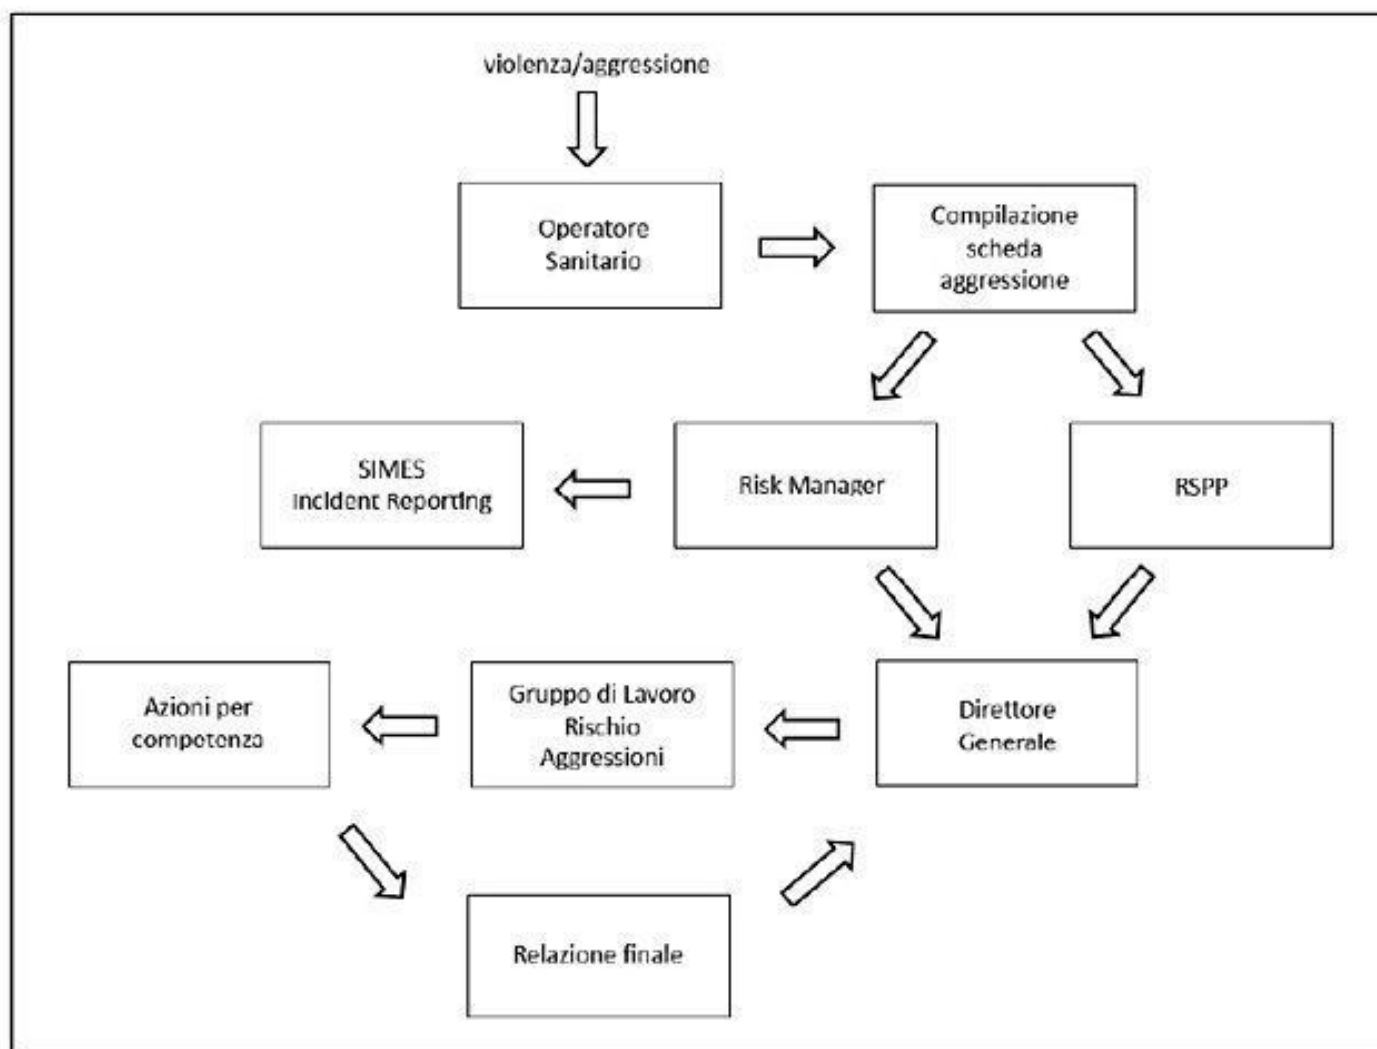 violenza/aggressione
Operatore
Sanitario
Compilazione
scheda
aggressione
SIMES
Incident Reporting
Risk Manager
RSPP
Azioni per
competenza
Gruppo di Lavoro
Rischio
Aggressioni
Direttore
Generale
Relazione finale